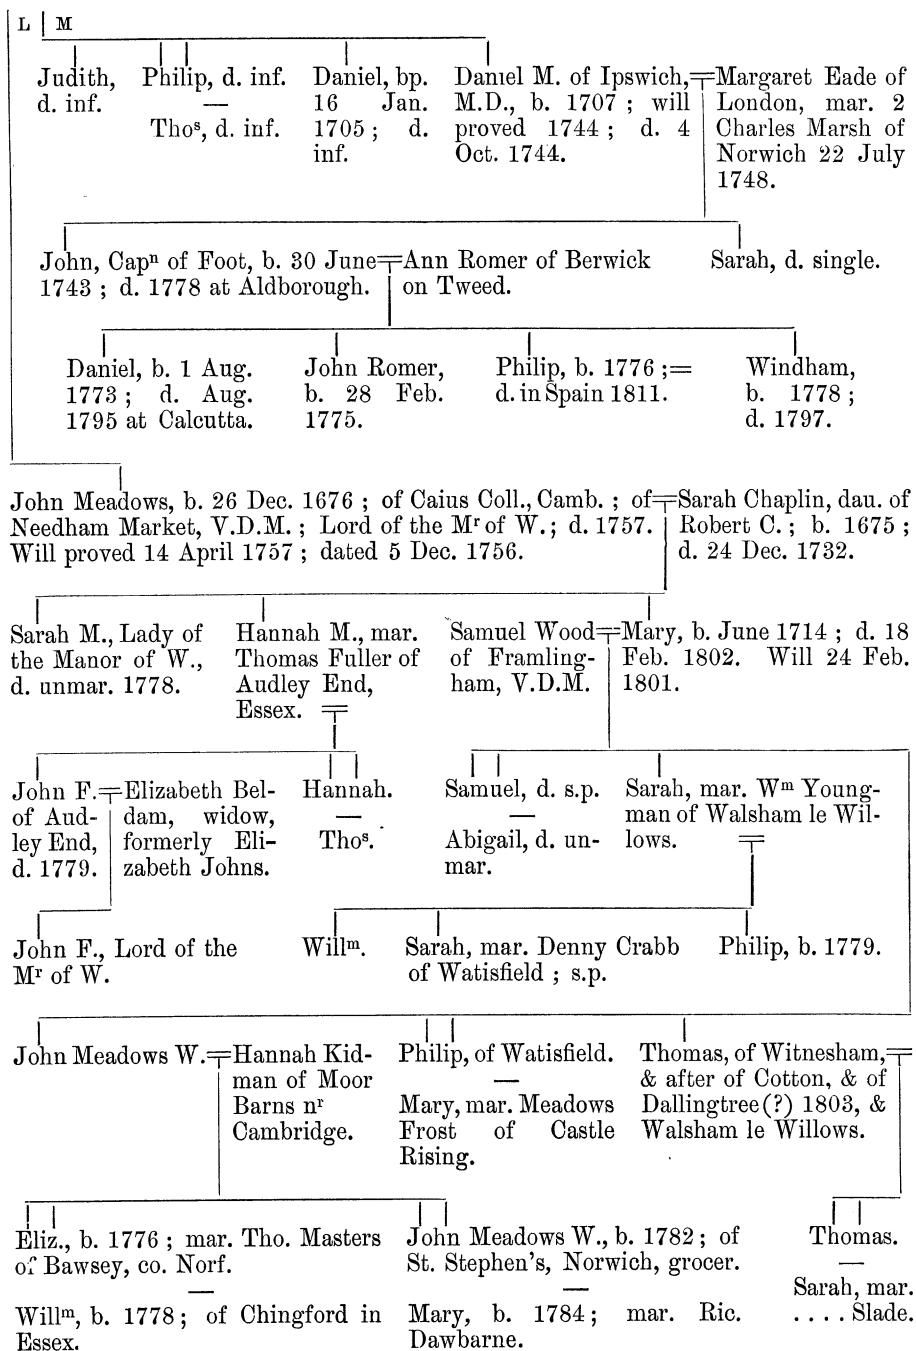 L | M
Judith,
d. inf.
Philip, d. inf.
—
Thoˢ, d. inf.
Daniel, bp.
16 Jan.
1705 ; d.
inf.
Daniel M. of Ipswich,
M.D., b. 1707 ; will
proved 1744 ; d. 4
Oct. 1744.
Margaret Eade of
London, mar. 2
Charles Marsh of
Norwich 22 July
1748.
John, Capⁿ of Foot, b. 30 June
1743 ; d. 1778 at Aldborough.
Ann Romer of Berwick
on Tweed.
Sarah, d. single.
Daniel, b. 1 Aug.
1773 ; d. Aug.
1795 at Calcutta.
John Romer,
b. 28 Feb.
1775.
Philip, b. 1776 ;=
d. in Spain 1811.
Windham,
b. 1778 ;
d. 1797.
John Meadows, b. 26 Dec. 1676 ; of Caius Coll., Camb. ; of
Needham Market, V.D.M. ; Lord of the Mʳ of W. ; d. 1757.
Will proved 14 April 1757 ; dated 5 Dec. 1756.
Sarah Chaplin, dau. of
Robert C. ; b. 1675 ;
d. 24 Dec. 1732.
Sarah M., Lady of
the Manor of W.,
d. unmar. 1778.
Hannah M., mar.
Thomas Fuller of
Audley End,
Essex.
Samuel Wood
of Framling-
ham, V.D.M.
Mary, b. June 1714 ; d. 18
Feb. 1802. Will 24 Feb.
1801.
John F.
of Aud-
ley End,
d. 1779.
Elizabeth Bel-
dam, widow,
formerly Eli-
zabeth Johns.
Hannah.
—
Thoˢ.
Samuel, d. s.p.
—
Abigail, d. un-
mar.
Sarah, mar. Wᵐ Young-
man of Walsham le Wil-
lows.
John F., Lord of the
Mʳ of W.
Willᵐ.
Sarah, mar. Denny Crabb
of Watisfield ; s.p.
Philip, b. 1779.
John Meadows W.
Hannah Kid-
man of Moor
Barns nʳ
Cambridge.
Philip, of Watisfield.
—
Mary, mar. Meadows
Frost of Castle
Rising.
Thomas, of Witnesham,
& after of Cotton, & of
Dallingtree (?) 1803, &
Walsham le Willows.
Eliz., b. 1776 ; mar. Tho. Masters
of Bawsey, co. Norf.
—
Willᵐ, b. 1778 ; of Chingford in
Essex.
John Meadows W., b. 1782 ; of
St. Stephen's, Norwich, grocer.
—
Mary, b. 1784 ; mar. Ric.
Dawbarne.
Thomas.
—
Sarah, mar.
. . . . Slade.